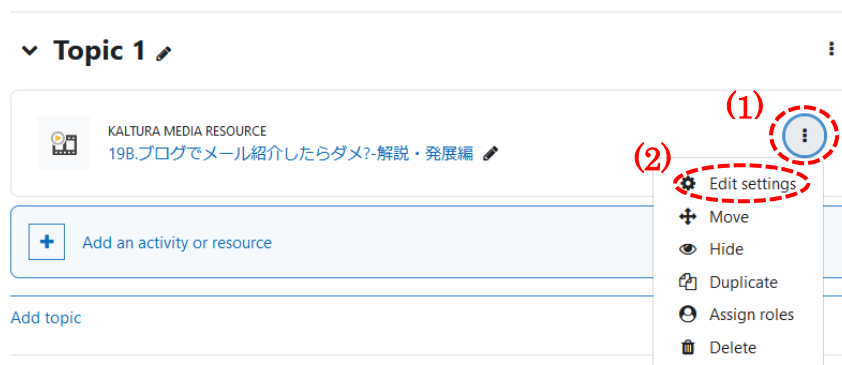 Topic 1
(1)
KALTURA MEDIA RESOURCE
19B.ブログでメール紹介したらダメ?-解説・発展編
(2)
Edit settings
Move
Add an activity or resource
Hide
Duplicate
Add topic
Assign roles
Delete